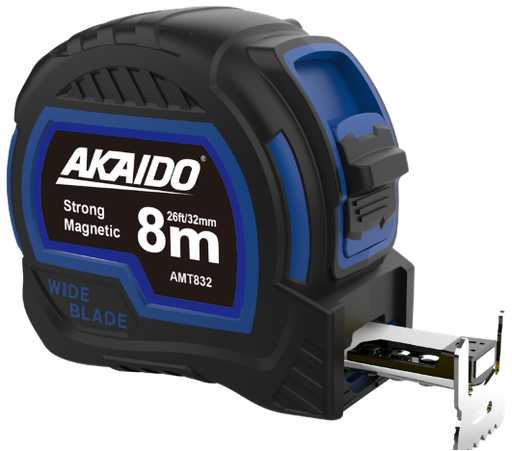 AKAIDO®
Strong
Magnetic
26ft/32mm
8m
AMT832
WIDE
BLADE